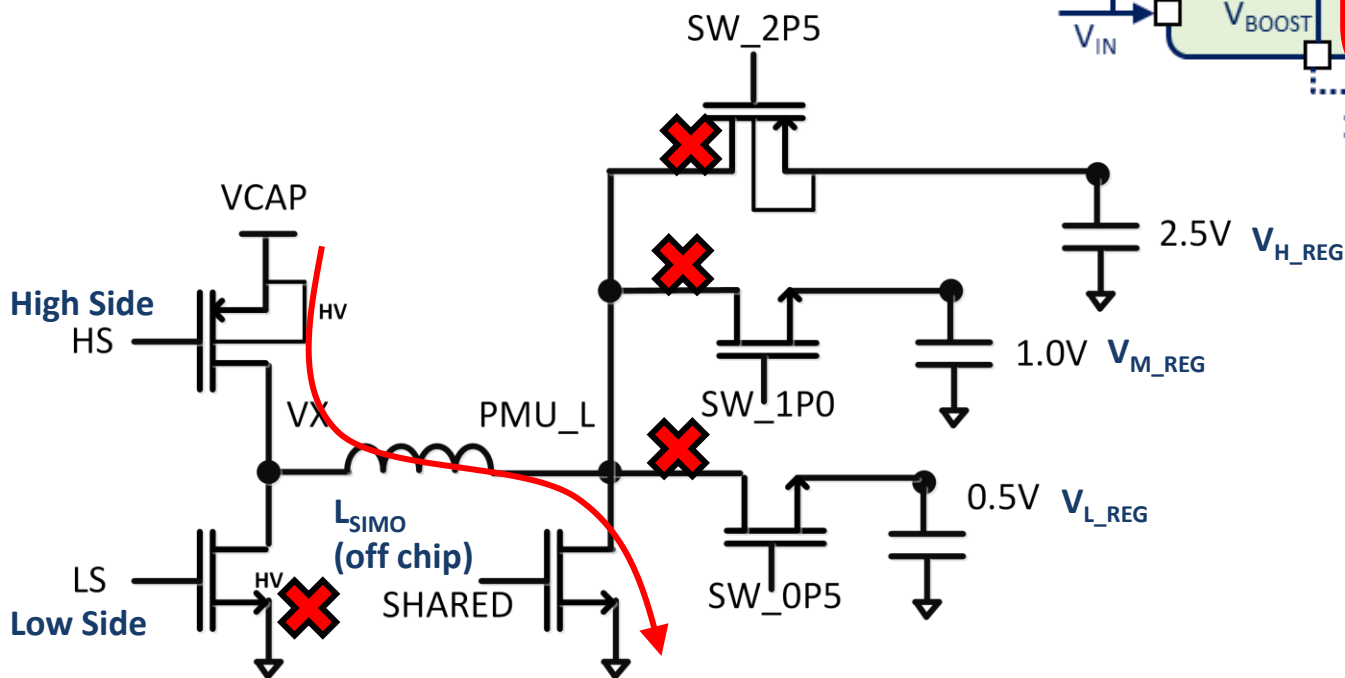 SW_2P5
V_IN
V_BOOST
VCAP
2.5V V_H_REG
High Side
HV
HS
1.0V V_M_REG
SW_1P0
VX
PMU_L
0.5V V_L_REG
L_SIMO
(off chip)
LS
HV
SHARED
SW_0P5
Low Side